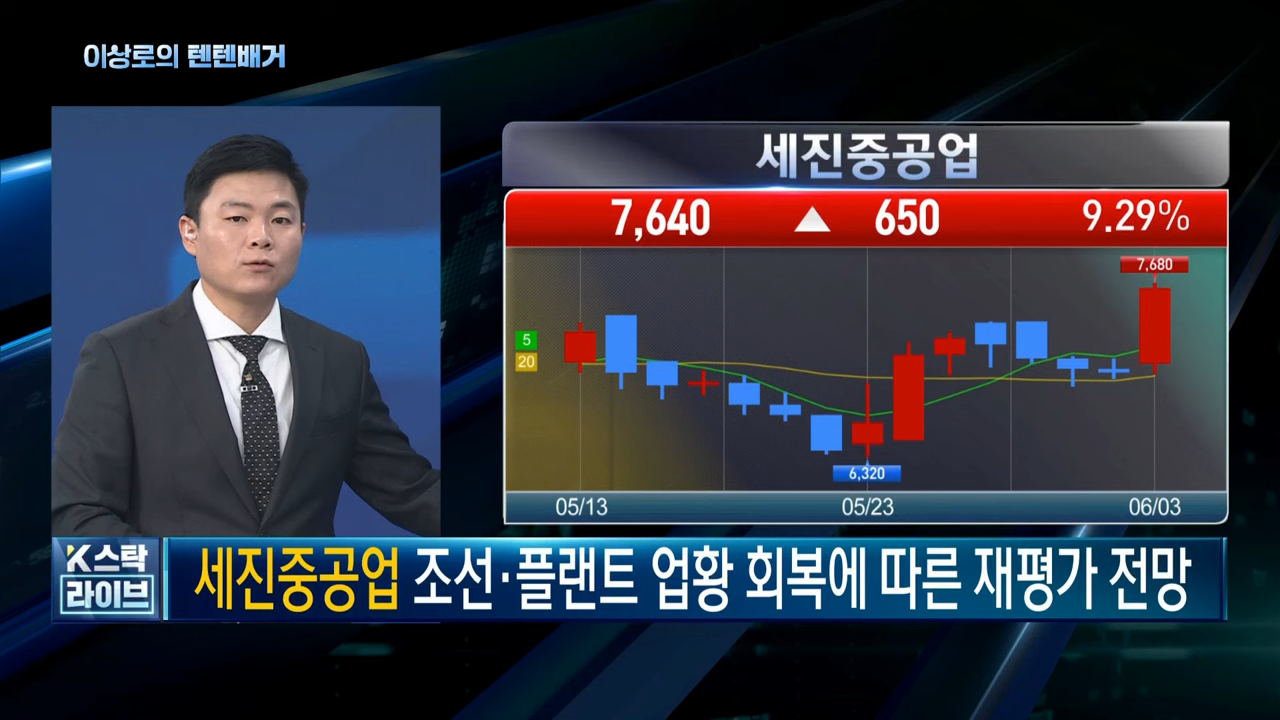 이상로의 텐텐배거
세진중공업
7,640 ▲ 650 9.29%
7,680
5
20
6,320
05/13 05/23 06/03
K스탁
라이브
세진중공업 조선·플랜트 업황 회복에 따른 재평가 전망